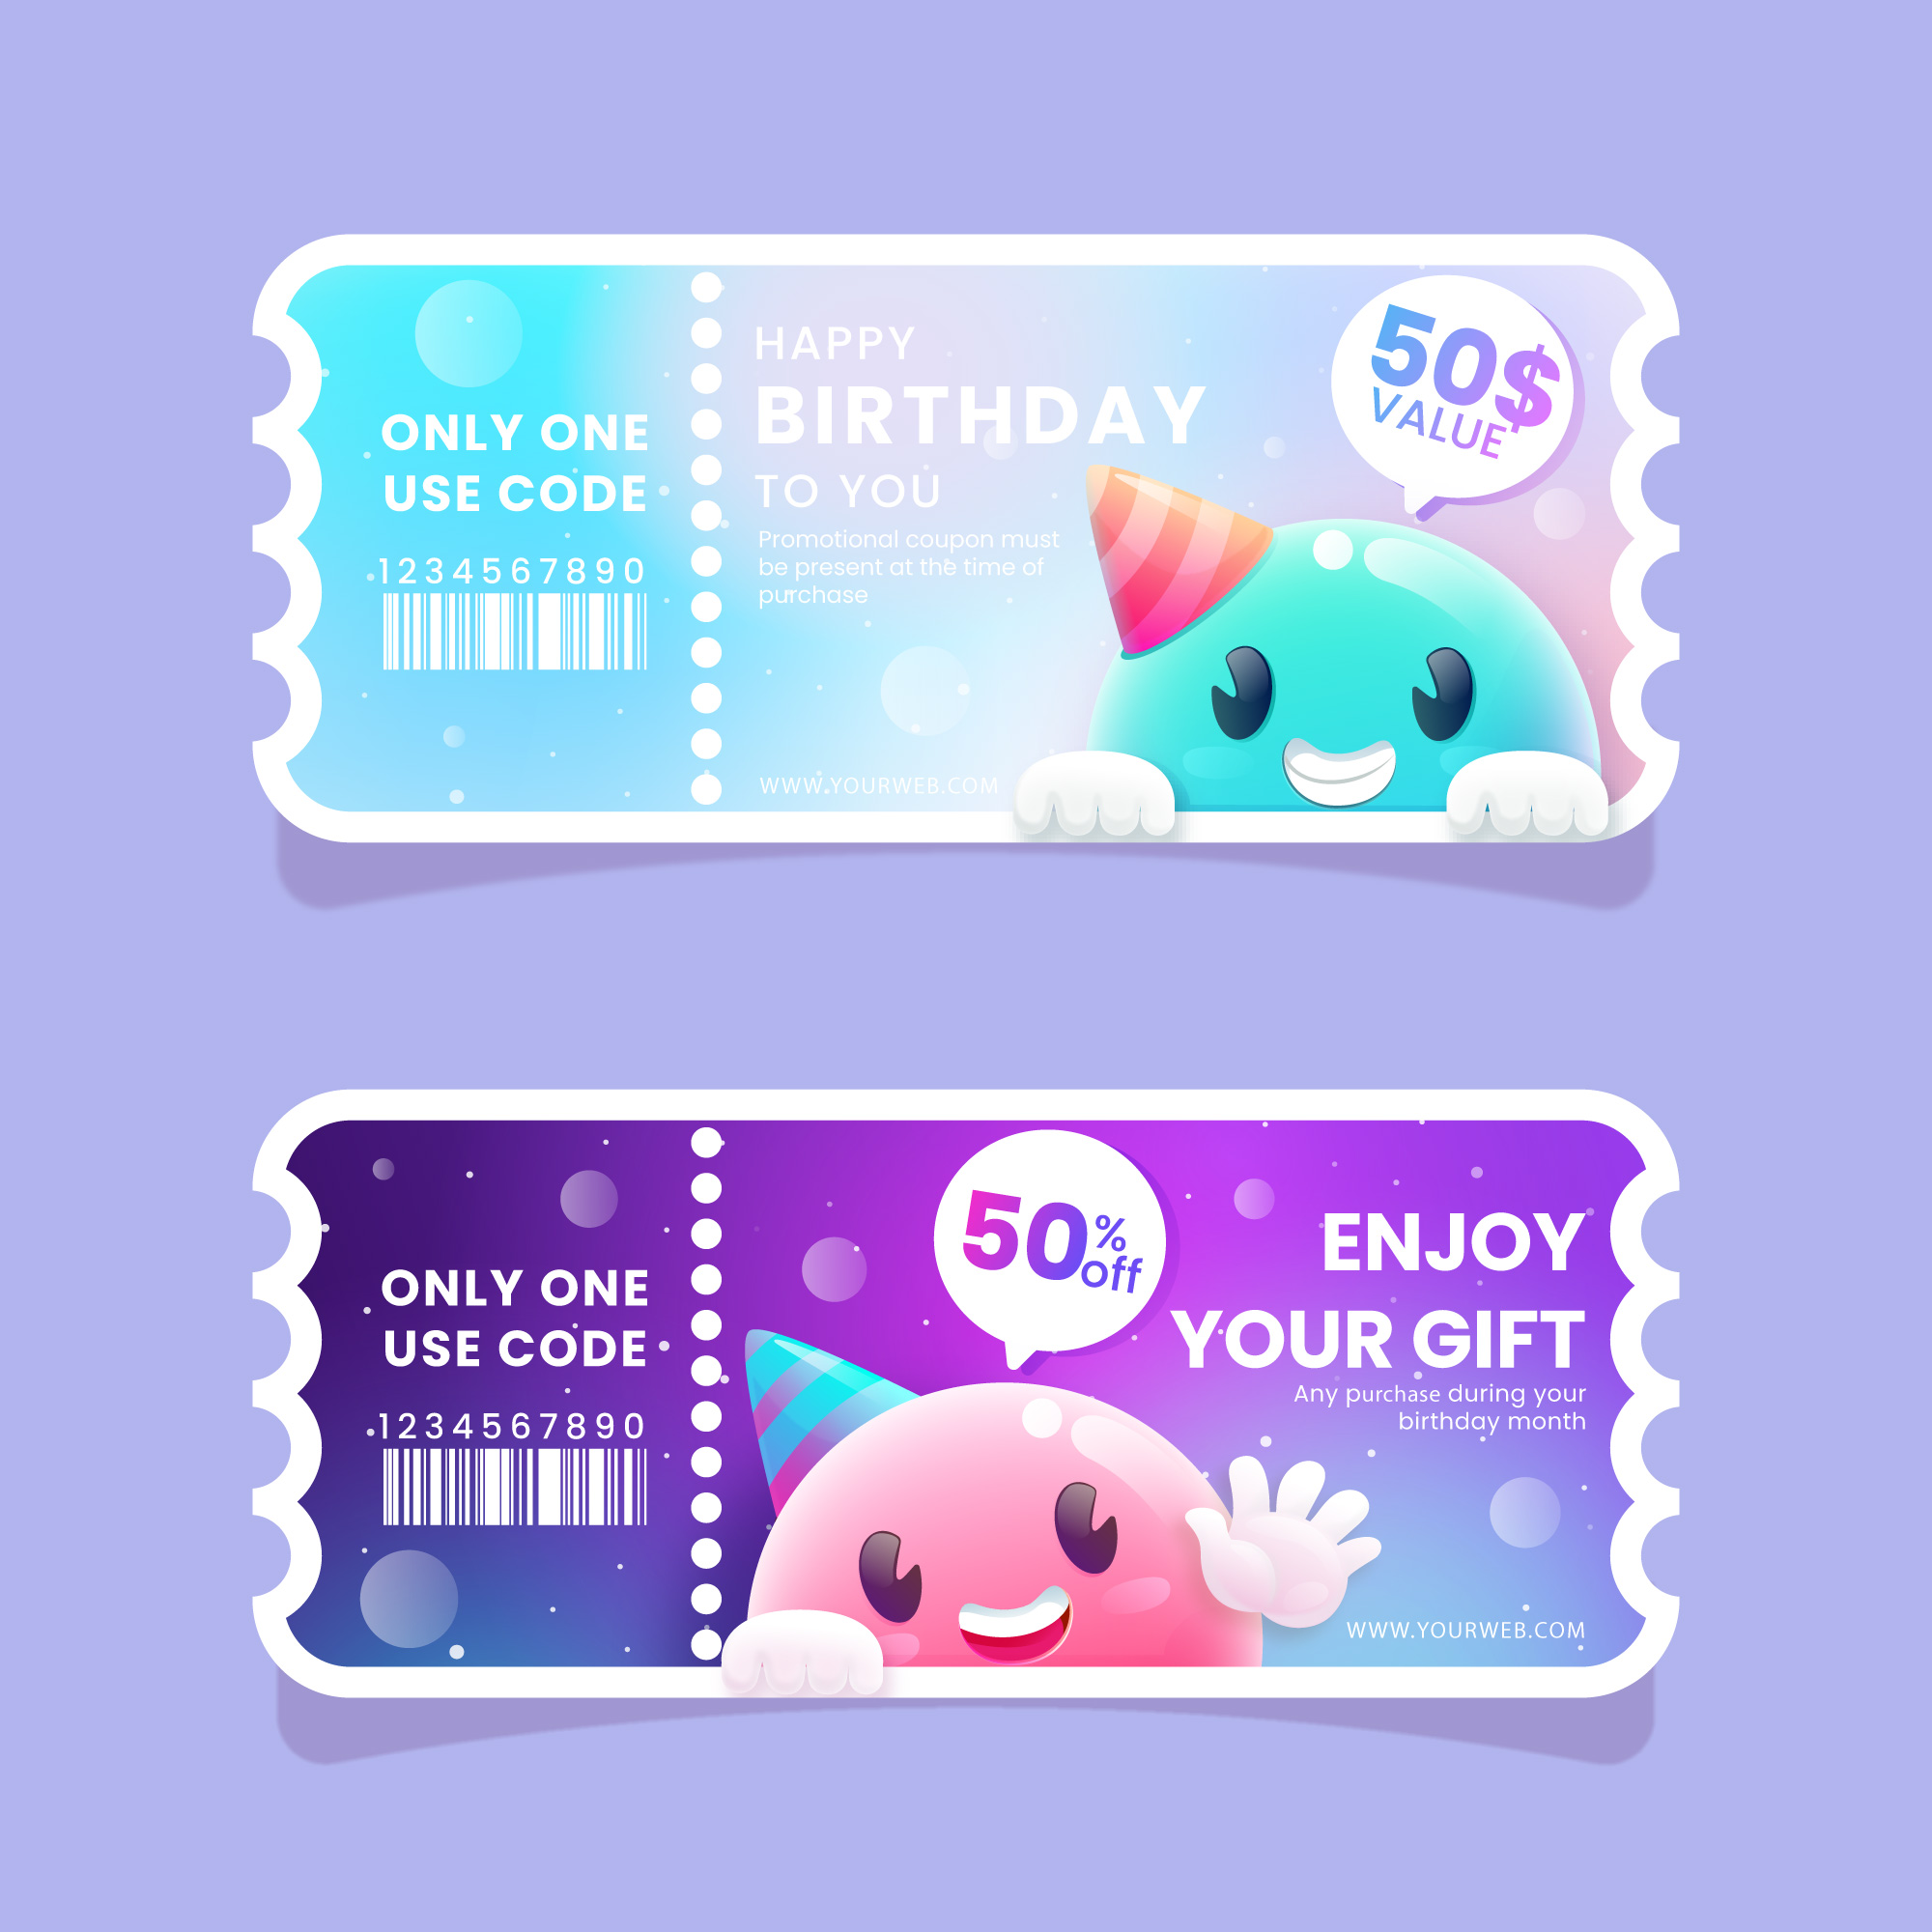 ONLY ONE
USE CODE
1234567890
HAPPY
BIRTHDAY
TO YOU
Promotional coupon must
be present at the time of
purchase
WWW.YOURWEB.COM
50$
VALUE
ONLY ONE
USE CODE
1234567890
50%
off
ENJOY
YOUR GIFT
Any purchase during your
birthday month
WWW.YOURWEB.COM